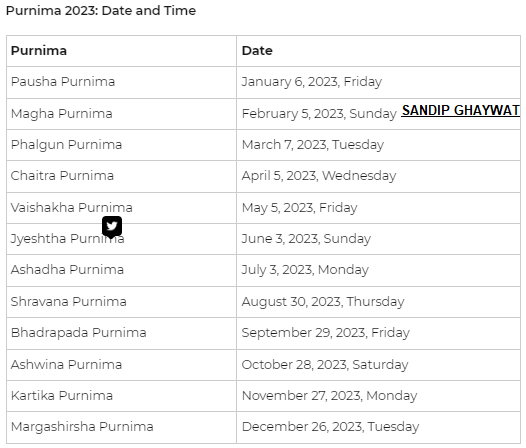 Purnima 2023: Date and Time
Purnima Date
Pausha Purnima January 6, 2023, Friday
Magha Purnima February 5, 2023, Sunday SANDIP GHAYWAT
Phalgun Purnima March 7, 2023, Tuesday
Chaitra Purnima April 5, 2023, Wednesday
Vaishakha Purnima May 5, 2023, Friday
Jyeshtha Purnima June 3, 2023, Sunday
Ashadha Purnima July 3, 2023, Monday
Shravana Purnima August 30, 2023, Thursday
Bhadrapada Purnima September 29, 2023, Friday
Ashwina Purnima October 28, 2023, Saturday
Kartika Purnima November 27, 2023, Monday
Margashirsha Purnima December 26, 2023, Tuesday